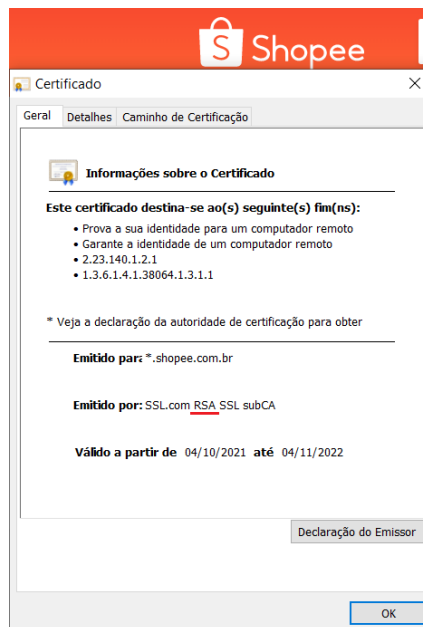 S Shopee
Certificado
Geral Detalhes Caminho de Certificação
Informações sobre o Certificado
Este certificado destina-se ao(s) seguinte(s) fim(ns):
• Prova a sua identidade para um computador remoto
• Garante a identidade de um computador remoto
• 2.23.140.1.2.1
• 1.3.6.1.4.1.38064.1.3.1.1
* Veja a declaração da autoridade de certificação para obter
Emitido para: *.shopee.com.br
Emitido por: SSL.com RSA SSL subCA
Válido a partir de 04/10/2021 até 04/11/2022
Declaração do Emissor
OK